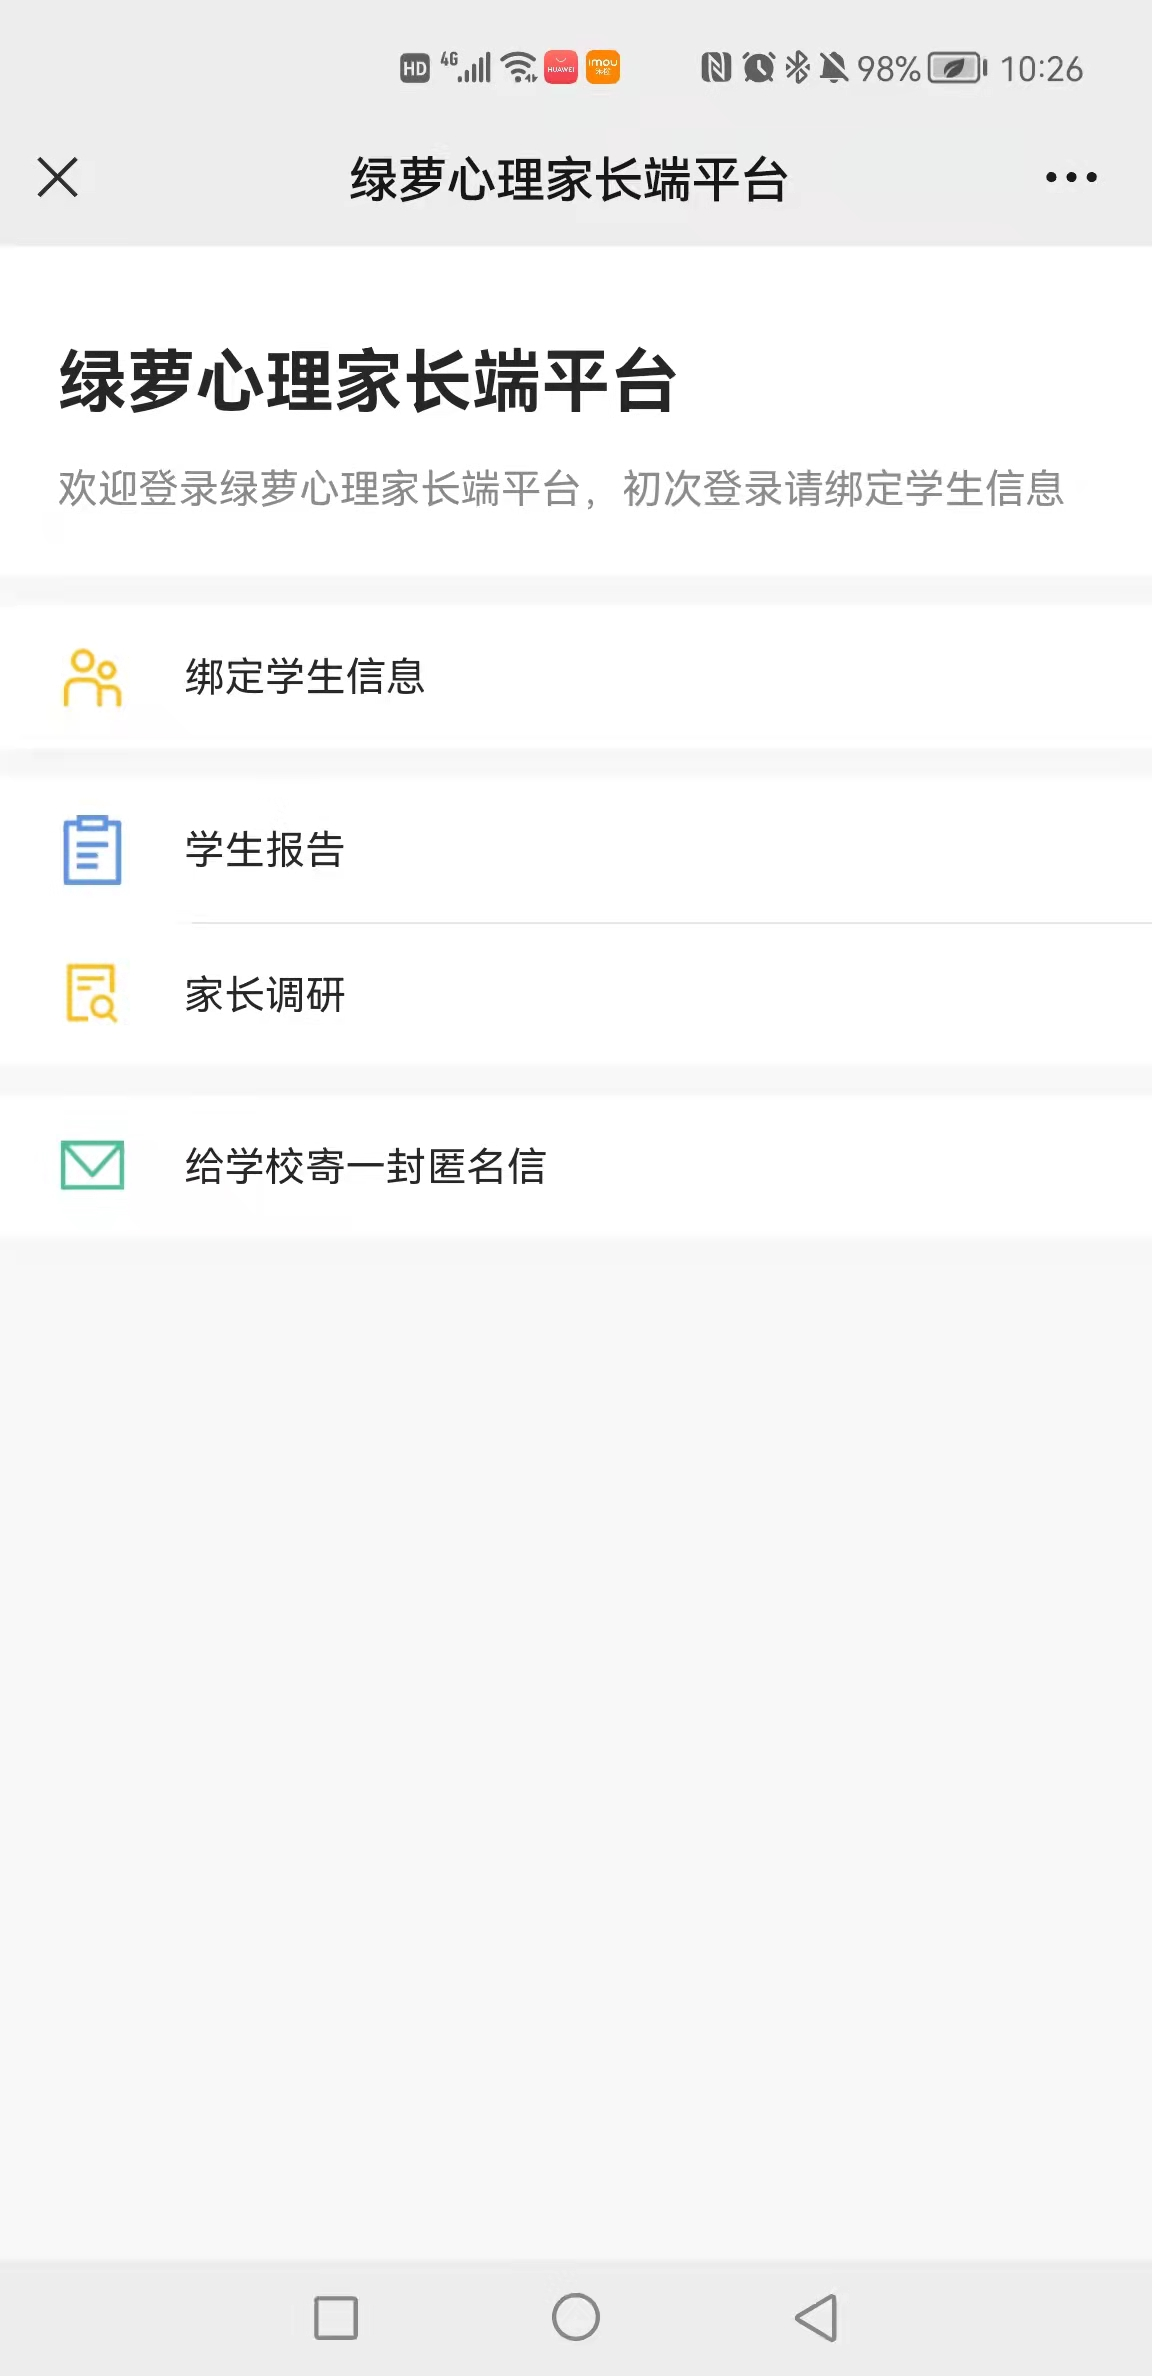 HD 4G HUAWEI imou 98% 10:26
绿萝心理家长端平台
绿萝心理家长端平台
欢迎登录绿萝心理家长端平台，初次登录请绑定学生信息
绑定学生信息
学生报告
家长调研
给学校寄一封匿名信